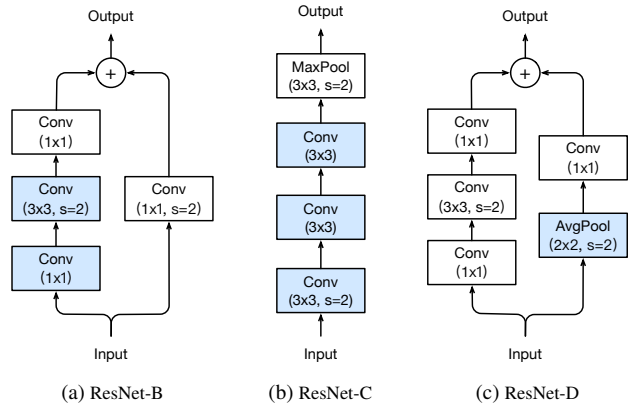 Output
+
Conv
(1x1)
Conv
(3x3, s=2)
Conv
(1x1)
Conv
(1x1, s=2)
Input
(a) ResNet-B
Output
MaxPool
(3x3, s=2)
Conv
(3x3)
Conv
(3x3)
Conv
(3x3, s=2)
Input
(b) ResNet-C
Output
+
Conv
(1x1)
Conv
(3x3, s=2)
Conv
(1x1)
Conv
(1x1)
AvgPool
(2x2, s=2)
Input
(c) ResNet-D